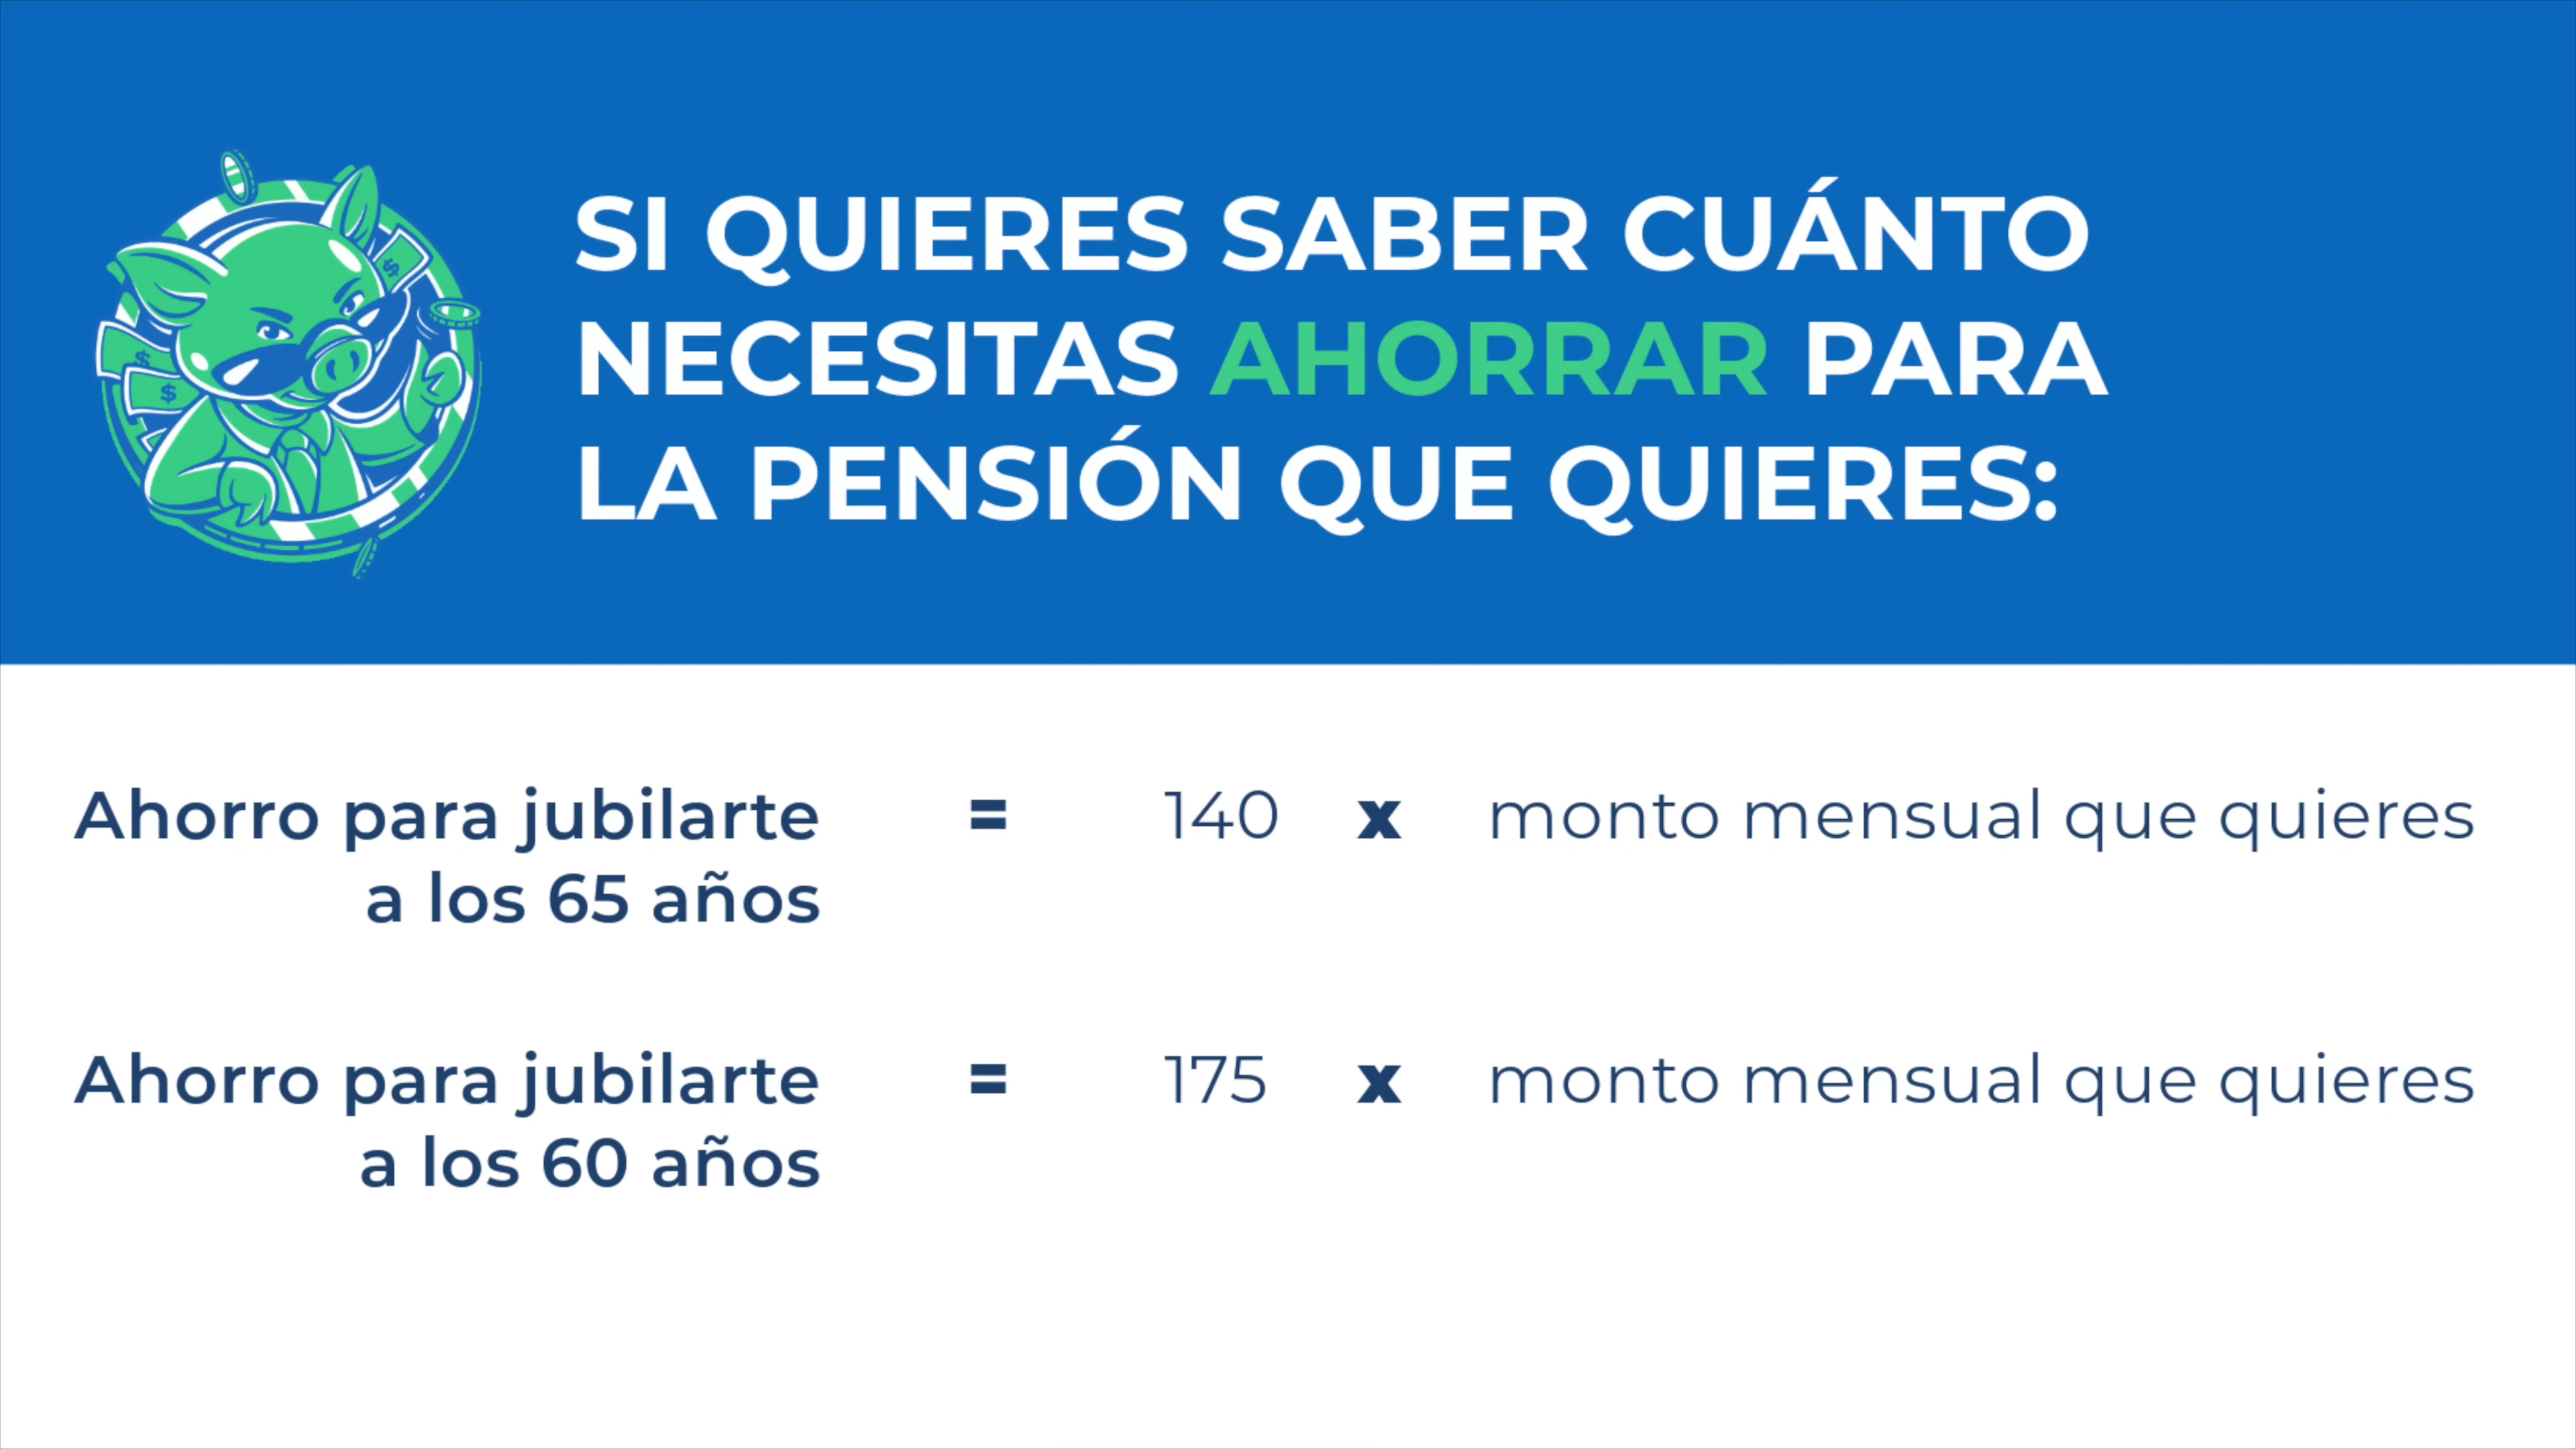 SI QUIERES SABER CUÁNTO
NECESITAS AHORRAR PARA
LA PENSIÓN QUE QUIERES:
Ahorro para jubilarte = 140 x monto mensual que quieres
a los 65 años
Ahorro para jubilarte = 175 x monto mensual que quieres
a los 60 años